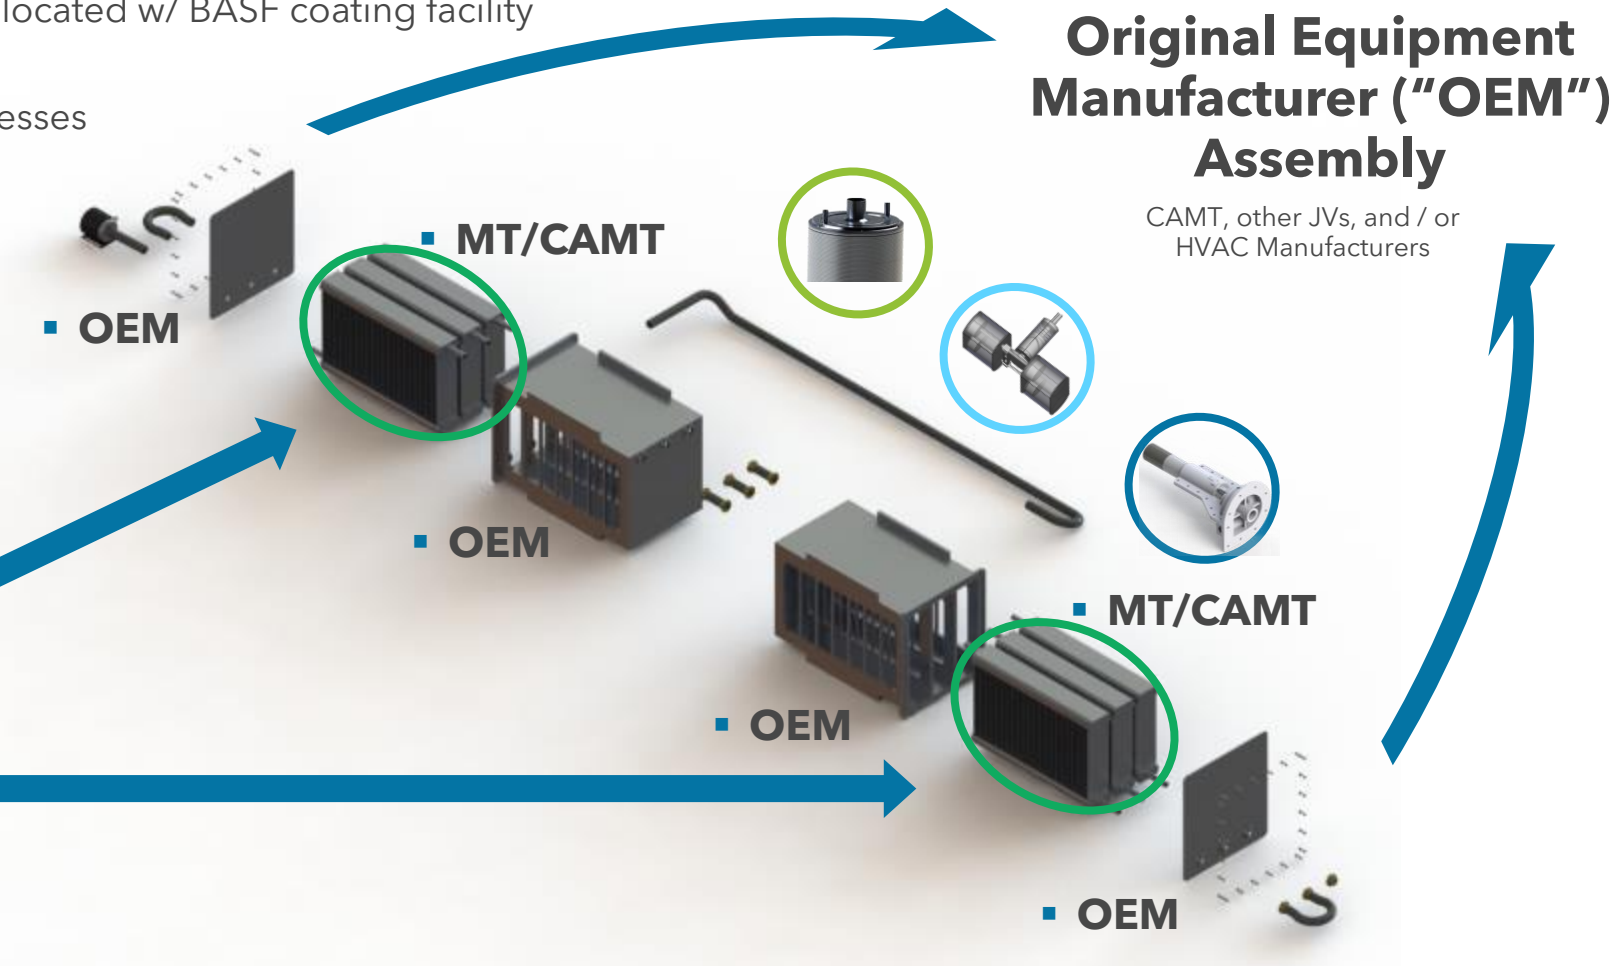 located w/ BASF coating facility
Original Equipment
Manufacturer (“OEM”)
Assembly
esses
CAMT, other JVs, and / or
HVAC Manufacturers
▪ MT/CAMT
▪ OEM
▪ OEM
▪ MT/CAMT
▪ OEM
▪ OEM